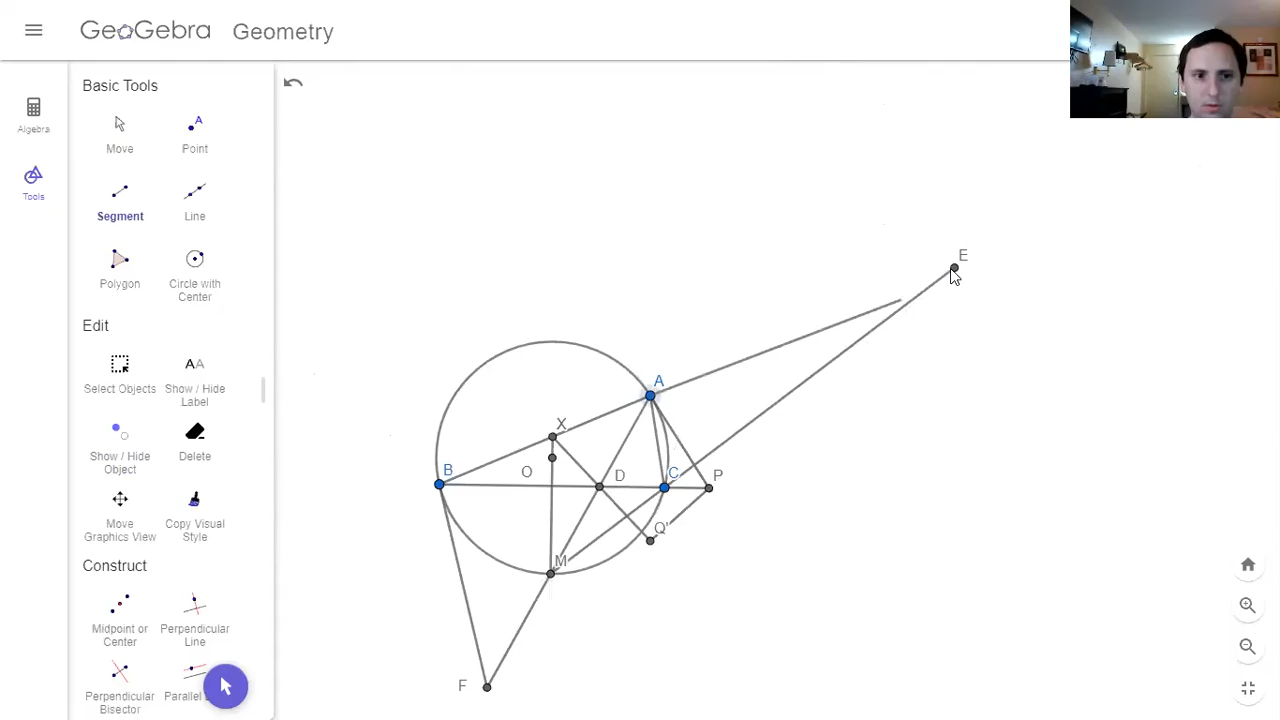 GeoGebra Geometry
Algebra
Tools
Basic Tools
Move
Point
A
Segment
Line
Polygon
Circle with
Center
Edit
AA
Select Objects
Show / Hide
Label
Show / Hide
Object
Delete
Move
Graphics View
Copy Visual
Style
Construct
Midpoint or
Center
Perpendicular
Line
Perpendicular
Bisector
Parallel
E
A
X
B
O
D
C
P
Q'
M
F